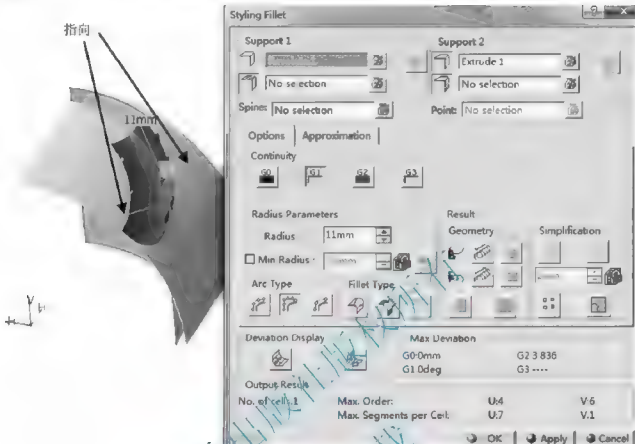 指向
11mm
Styling Fillet
Support 1
Support 2
Extrude 1
No selection
No selection
Spine: No selection
Point: No selection
Options
Approximation
Continuity
G0
G1
G2
G3
Radius Parameters
Radius
11mm
Min Radius :
Result
Geometry
Simplification
Arc Type
Fillet Type
Deviation Display
Max Deviation
G0:0mm
G2 3 836
G1 0deg
G3 ----
Output Result
No. of cell: 1
Max. Order:
U:4
V:6
Max. Segments per Cell:
U:7
V:1
OK
Apply
Cancel